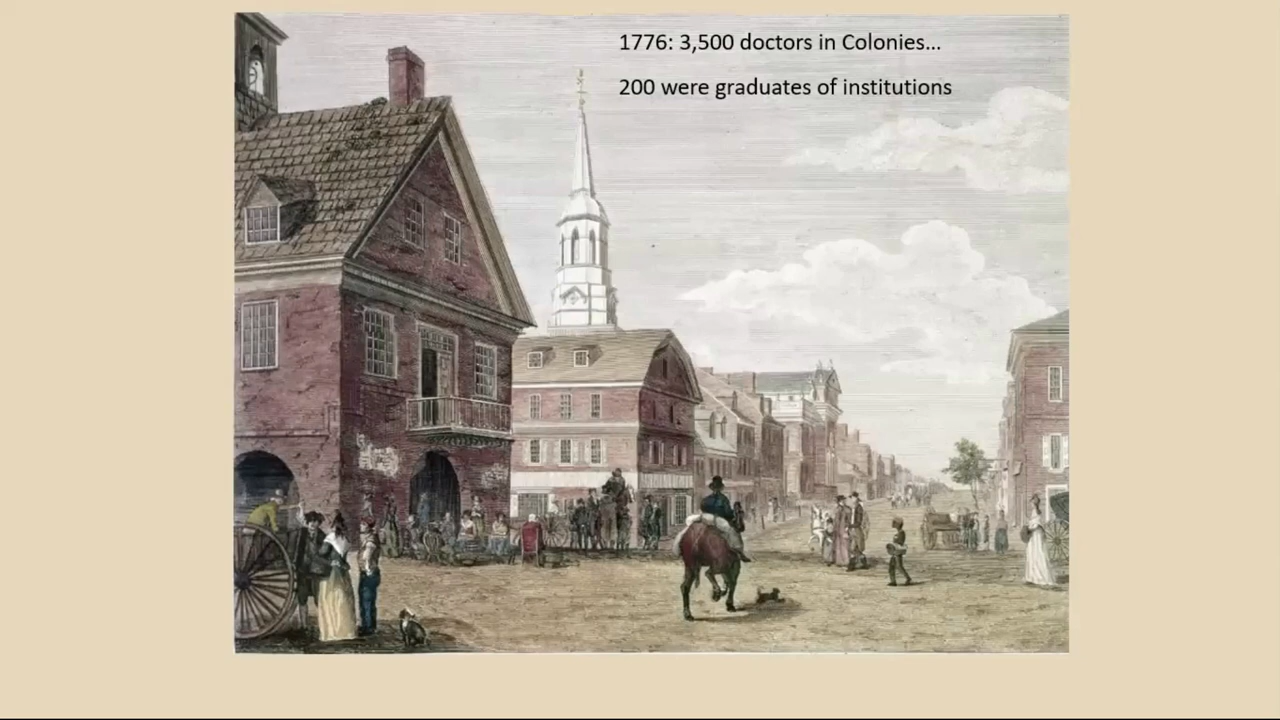 1776: 3,500 doctors in Colonies...
200 were graduates of institutions